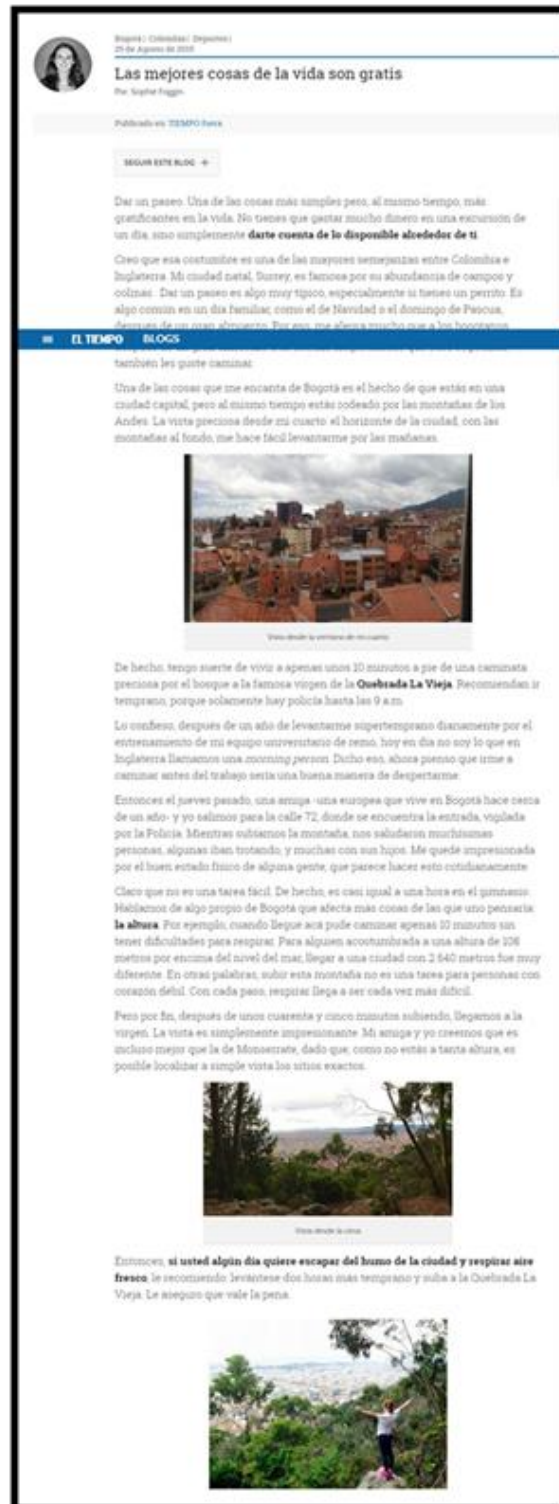 Bogotá | Colombia | Deportes |
29 de Agosto de
Las mejores cosas de la vida son gratis
Por: Sophie Foggin
Publicado en: TIEMPO Fuera
SEGUIR ESTE BLOG +
Dar un paseo. Una de las cosas más simples pero, al mismo tiempo, más
gratificantes en la vida. No tienes que gastar mucho dinero en una excursión de
un día, sino simplemente darte cuenta de lo disponible alrededor de ti.
Creo que esa costumbre es una de las mayores semejanzas entre Colombia e
Inglaterra. Mi ciudad natal, Surrey, es famosa por su abundancia de campos y
colinas. Dar un paseo es algo muy típico, especialmente si tienes un perrito. Es
algo común en un día familiar, como el de Navidad o el domingo de Pascua,
después de un gran almuerzo. Por eso, me alegra mucho que a los bogotanos
EL TIEMPO BLOGS
también les guste caminar.
Una de las cosas que me encanta de Bogotá es el hecho de que estás en una
ciudad capital, pero al mismo tiempo estás rodeado por las montañas de los
Andes. La vista preciosa desde mi cuarto: el horizonte de la ciudad, con las
montañas al fondo, me hace fácil levantarme por las mañanas.
Vista desde la ventana de mi cuarto
De hecho, tengo suerte de vivir a apenas unos 10 minutos a pie de una caminata
preciosa por el bosque a la famosa virgen de la Quebrada La Vieja. Recomiendan ir
temprano, porque solamente hay policía hasta las 9 a.m.
Lo confieso, después de un año de levantarme supertemprano diariamente por el
entrenamiento de mi equipo universitario de remo, hoy en día no soy lo que en
Inglaterra llamamos una morning person. Dicho eso, ahora pienso que irme a
caminar antes del trabajo sería una buena manera de despertarme.
Entonces el jueves pasado, una amiga -una europea que vive en Bogotá hace cerca
de un año- y yo salimos para la calle 72, donde se encuentra la entrada, vigilada
por la Policía. Mientras subíamos la montaña, nos saludaron muchísimas
personas, algunas iban trotando, y muchas con sus hijos. Me quedé impresionada
por el buen estado físico de alguna gente, que parece hacer esto cotidianamente.
Claro que no es una tarea fácil. De hecho, es casi igual a una hora en el gimnasio.
Hablamos de algo propio de Bogotá que afecta más cosas de las que uno pensaría:
la altura. Por ejemplo, cuando llegué acá pude caminar apenas 10 minutos sin
tener dificultades para respirar. Para alguien acostumbrada a una altura de 106
metros por encima del nivel del mar, llegar a una ciudad con 2.640 metros fue muy
diferente. En otras palabras, subir esta montaña no es una tarea para personas con
corazón débil. Con cada paso, respirar llega a ser cada vez más difícil.
Pero por fin, después de unos cuarenta y cinco minutos subiendo, llegamos a la
virgen. La vista es simplemente impresionante. Mi amiga y yo creemos que es
incluso mejor que la de Monserrate, dado que, como no estás a tanta altura, es
posible localizar a simple vista los sitios exactos.
Vista desde la cima
Entonces, si usted algún día quiere escapar del humo de la ciudad y respirar aire
fresco, le recomiendo: levántese dos horas más temprano y suba a la Quebrada La
Vieja. Le aseguro que vale la pena.